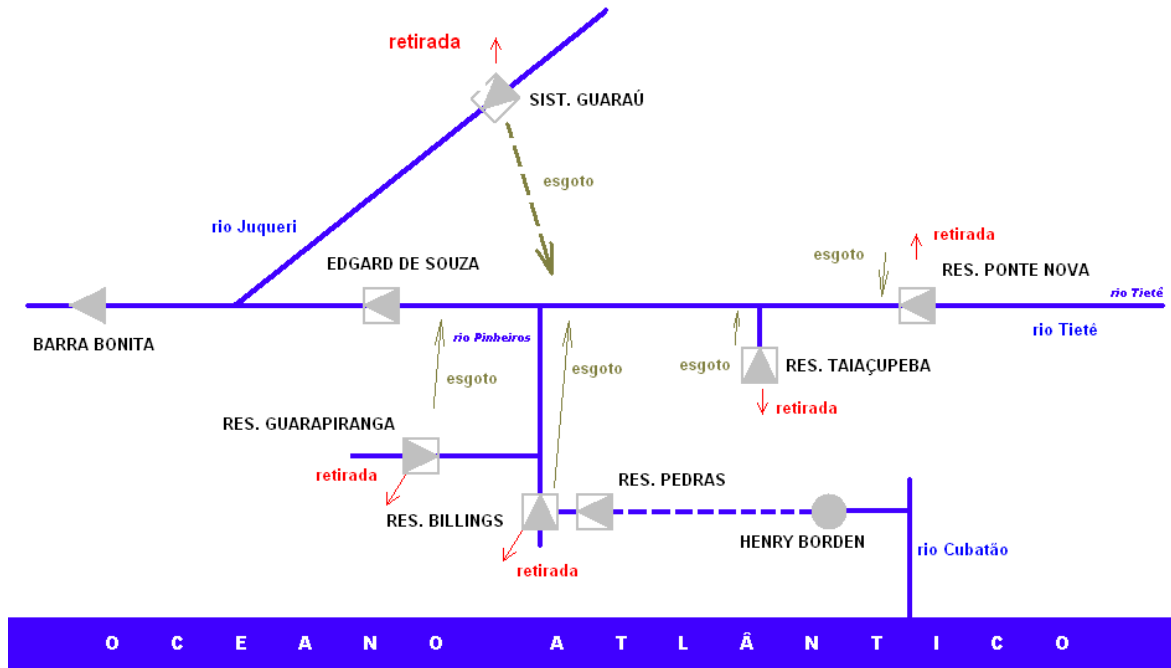 retirada
SIST. GUARAÚ
esgoto
rio Juqueri
EDGARD DE SOUZA
esgoto
retirada
RES. PONTE NOVA
rio Tietê
rio Tietê
BARRA BONITA
rio Pinheiros
esgoto
esgoto
esgoto
RES. TAIAÇUPEBA
retirada
RES. GUARAPIRANGA
retirada
RES. PEDRAS
RES. BILLINGS
HENRY BORDEN
rio Cubatão
retirada
O C E A N O A T L Â N T I C O